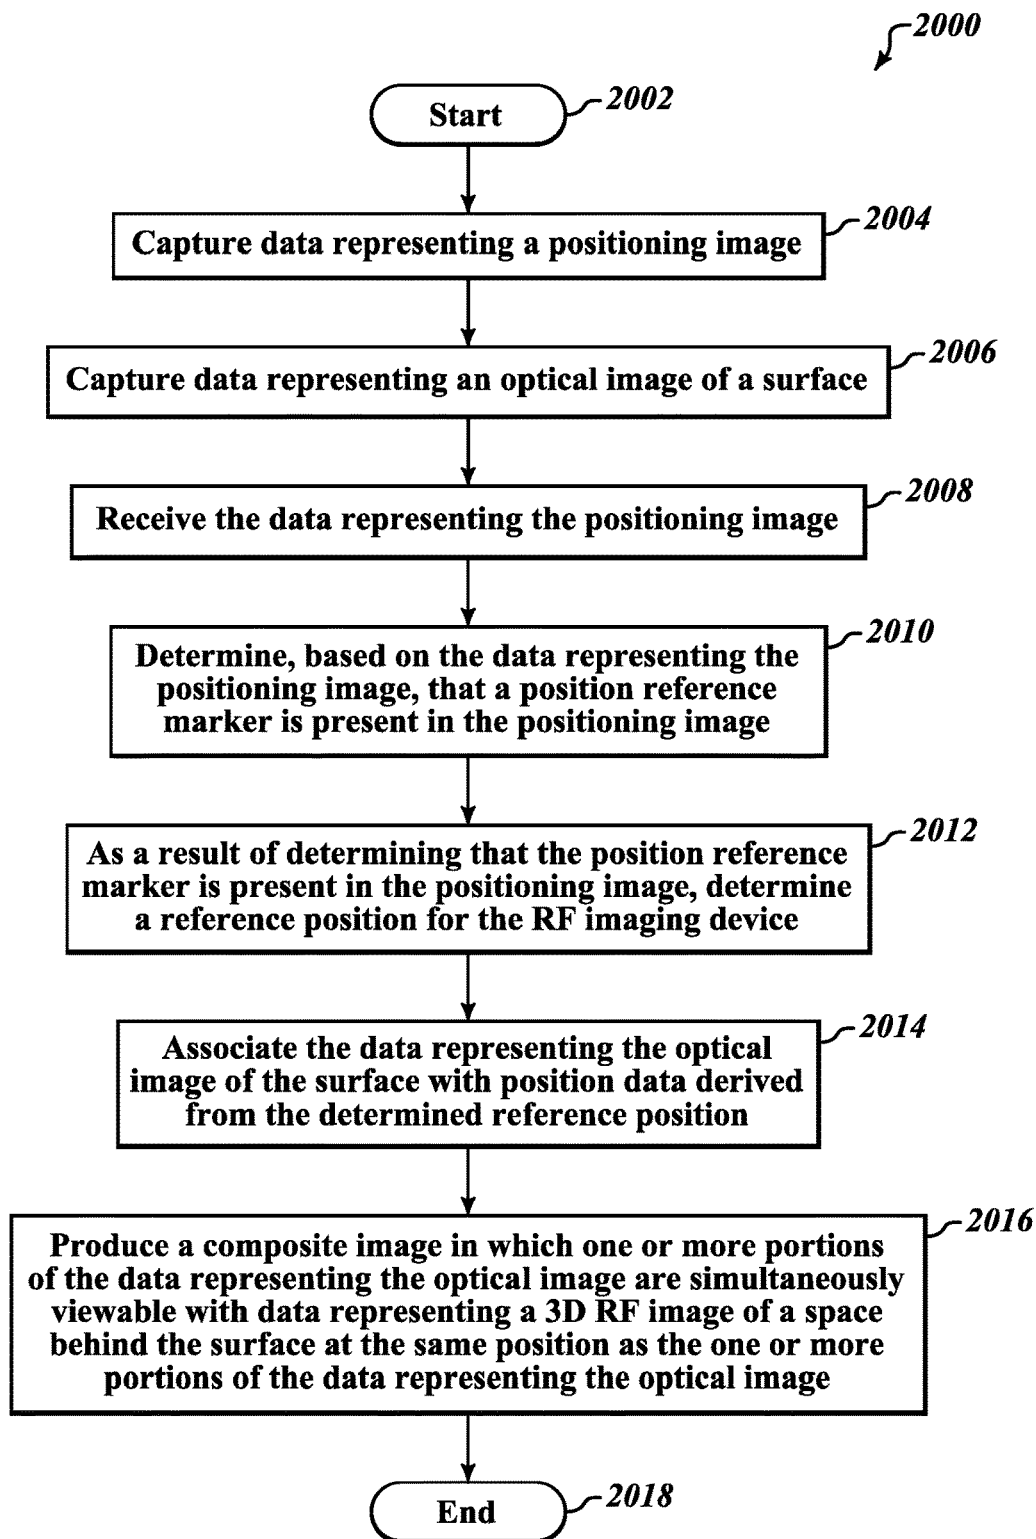 2000
Start
2002
Capture data representing a positioning image
2004
Capture data representing an optical image of a surface
2006
Receive the data representing the positioning image
2008
Determine, based on the data representing the
positioning image, that a position reference
marker is present in the positioning image
2010
As a result of determining that the position reference
marker is present in the positioning image, determine
a reference position for the RF imaging device
2012
Associate the data representing the optical
image of the surface with position data derived
from the determined reference position
2014
Produce a composite image in which one or more portions
of the data representing the optical image are simultaneously
viewable with data representing a 3D RF image of a space
behind the surface at the same position as the one or more
portions of the data representing the optical image
2016
End
2018